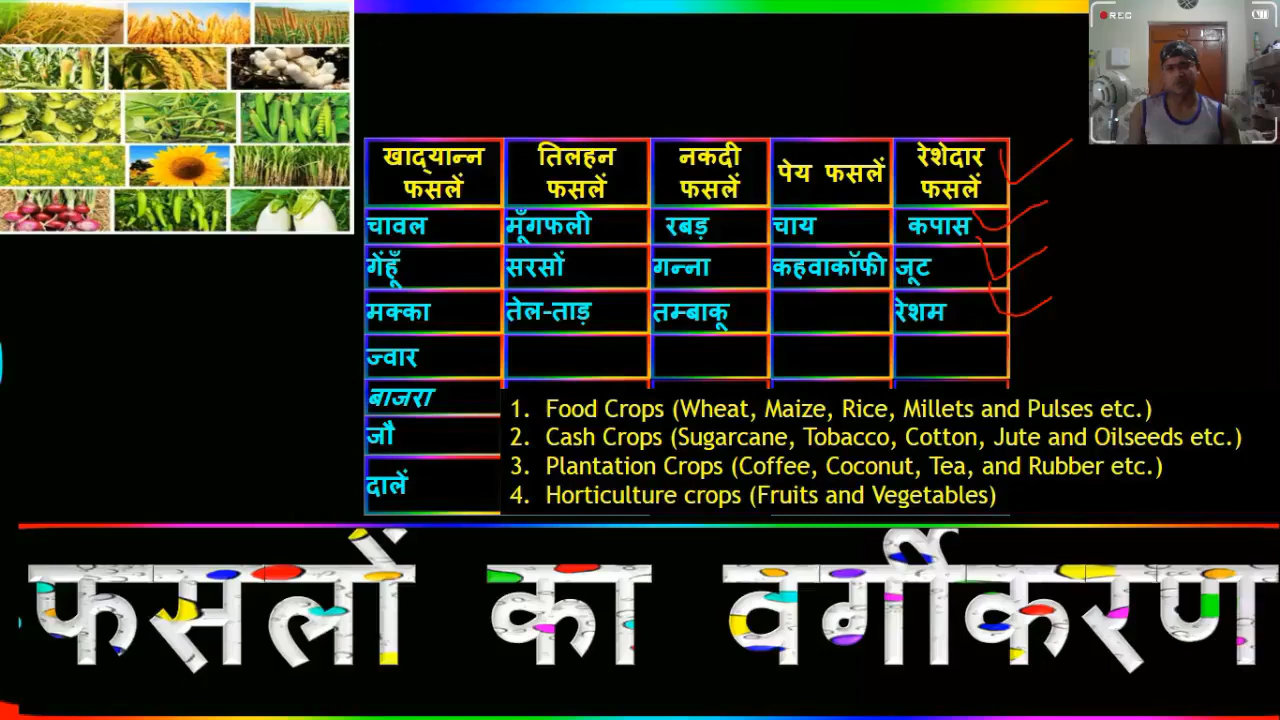 REC
खाद्यान्न फसलें
तिलहन फसलें
नकदी फसलें
पेय फसलें
रेशेदार फसलें
चावल
मूँगफली
रबड़
चाय
कपास
गेंहूँ
सरसों
गन्ना
कहवाकॉफी
जूट
मक्का
तेल-ताड़
तम्बाकू
रेशम
ज्वार
बाजरा
जौ
दालें
1. Food Crops (Wheat, Maize, Rice, Millets and Pulses etc.)
2. Cash Crops (Sugarcane, Tobacco, Cotton, Jute and Oilseeds etc.)
3. Plantation Crops (Coffee, Coconut, Tea, and Rubber etc.)
4. Horticulture crops (Fruits and Vegetables)
फसलों का वर्गीकरण